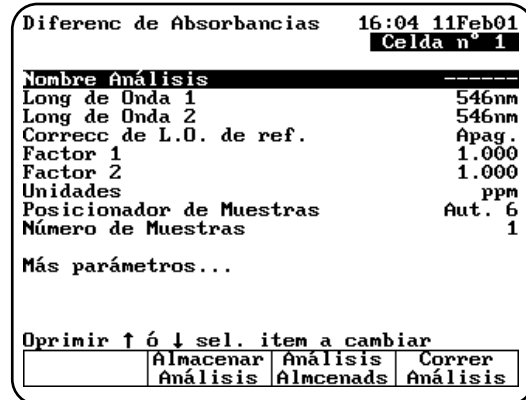 Diferenc de Absorbancias 16:04 11Feb01
Celda nº 1
Nombre Análisis ------
Long de Onda 1 546nm
Long de Onda 2 546nm
Correcc de L.O. de ref. Apag.
Factor 1 1.000
Factor 2 1.000
Unidades ppm
Posicionador de Muestras Aut. 6
Número de Muestras 1
Más parámetros...
Oprimir ↑ ó ↓ sel. item a cambiar
Almacenar Análisis Correr
Análisis Almcenads Análisis